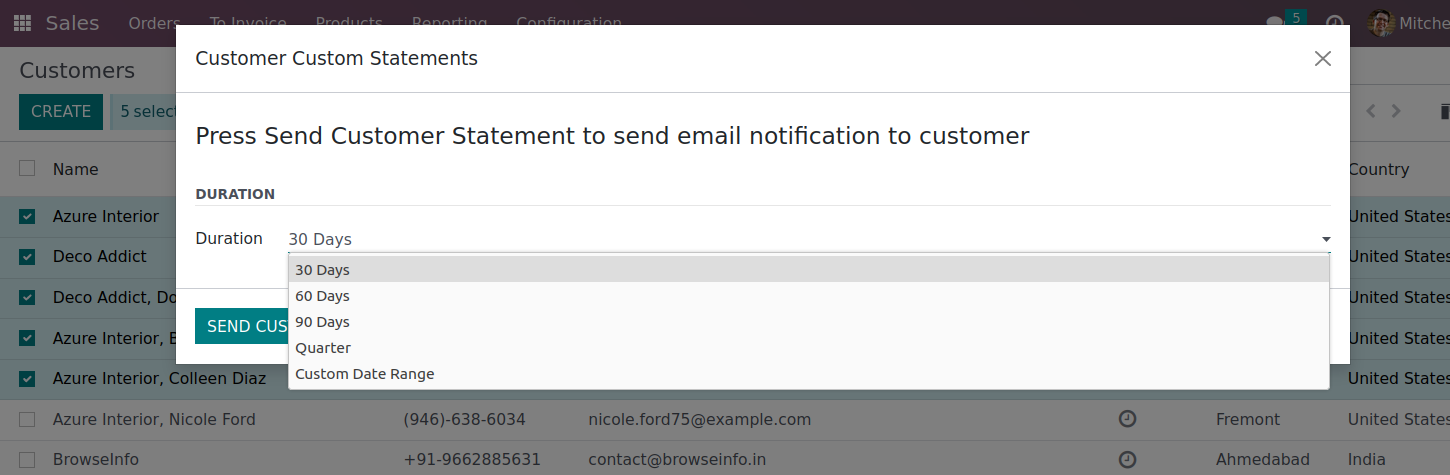 Sales Orders To Invoice Products Reporting Configuration 5 Mitche
Customer Custom Statements
Customers
CREATE 5 select
Press Send Customer Statement to send email notification to customer
Name Country
DURATION
Azure Interior United States
Duration 30 Days
Deco Addict United States
30 Days
60 Days
Deco Addict, Do United States
90 Days
SEND CUS
Azure Interior, B United States
Quarter
Custom Date Range
Azure Interior, Colleen Diaz United States
Azure Interior, Nicole Ford (946)-638-6034 nicole.ford75@example.com Fremont United States
BrowseInfo +91-9662885631 contact@browseinfo.in Ahmedabad India